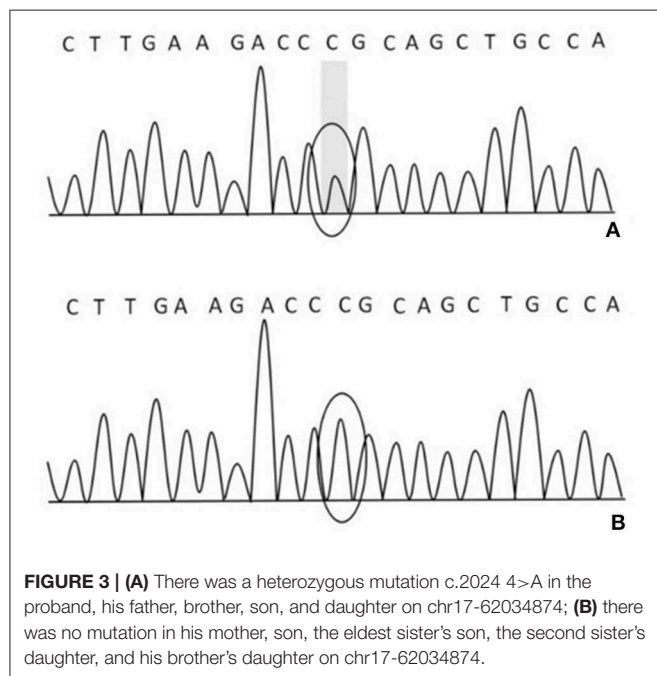 C T T G A A G A C C C G C A G C T G C C A
A
C T T G A A G A C C C G C A G C T G C C A
B
FIGURE 3 | (A) There was a heterozygous mutation c.2024 4>A in the
proband, his father, brother, son, and daughter on chr17-62034874; (B) there
was no mutation in his mother, son, the eldest sister's son, the second sister's
daughter, and his brother's daughter on chr17-62034874.